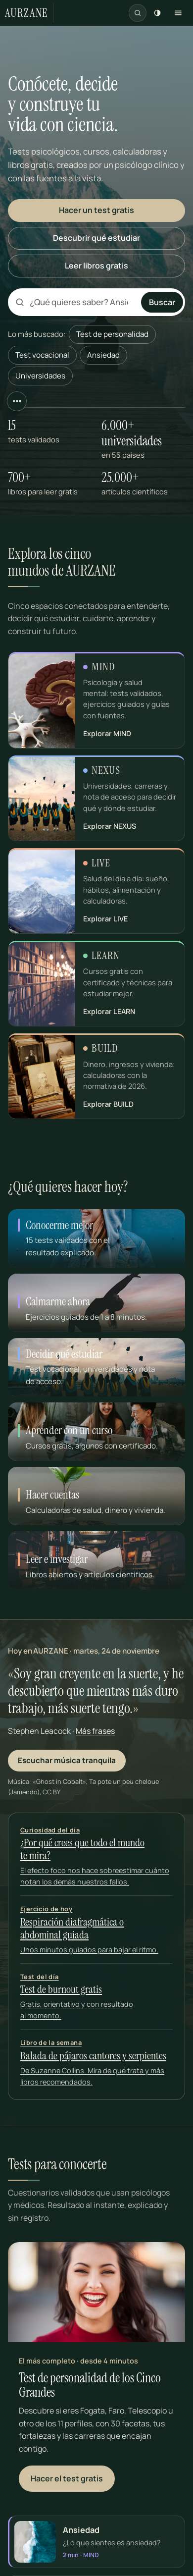 AURZANE
Conócete, decide
y construye tu
vida con ciencia.
Tests psicológicos, cursos, calculadoras y
libros gratis, creados por un psicólogo clínico y
con las fuentes a la vista.
Hacer un test gratis
Descubrir qué estudiar
Leer libros gratis
¿Qué quieres saber? Ansie
Buscar
Lo más buscado:
Test de personalidad
Test vocacional
Ansiedad
Universidades
15
tests validados
6.000+
universidades
en 55 países
700+
libros para leer gratis
25.000+
artículos científicos
Explora los cinco
mundos de AURZANE
Cinco espacios conectados para entenderte,
decidir qué estudiar, cuidarte, aprender y
construir tu futuro.
MIND
Psicología y salud
mental: tests validados,
ejercicios guiados y guías
con fuentes.
Explorar MIND
NEXUS
Universidades, carreras y
nota de acceso para decidir
qué y dónde estudiar.
Explorar NEXUS
LIVE
Salud del día a día: sueño,
hábitos, alimentación y
calculadoras.
Explorar LIVE
LEARN
Cursos gratis con
certificado y técnicas para
estudiar mejor.
Explorar LEARN
BUILD
Dinero, ingresos y vivienda:
calculadoras con la
normativa de 2026.
Explorar BUILD
¿Qué quieres hacer hoy?
Conocerme mejor
15 tests validados con el
resultado explicado.
Calmarme ahora
Ejercicios guiados de 1 a 8 minutos.
Decidir qué estudiar
Test vocacional, universidades y nota
de acceso.
Aprender con un curso
Cursos gratis, algunos con certificado.
Hacer cuentas
Calculadoras de salud, dinero y vivienda.
Leer e investigar
Libros abiertos y artículos científicos.
Hoy en AURZANE · martes, 24 de noviembre
«Soy gran creyente en la suerte, y he
descubierto que mientras más duro
trabajo, más suerte tengo.»
Stephen Leacock · Más frases
Escuchar música tranquila
Música: «Ghost in Cobalt», Ta pote un peu cheloue
(Jamendo), CC BY
Curiosidad del día
¿Por qué crees que todo el mundo
te mira?
El efecto foco nos hace sobreestimar cuánto
notan los demás nuestros fallos.
Ejercicio de hoy
Respiración diafragmática o
abdominal guiada
Unos minutos guiados para bajar el ritmo.
Test del día
Test de burnout gratis
Gratis, orientativo y con resultado
al momento.
Libro de la semana
Balada de pájaros cantores y serpientes
De Suzanne Collins. Mira de qué trata y más
libros recomendados.
Tests para conocerte
Cuestionarios validados que usan psicólogos
y médicos. Resultado al instante, explicado y
sin registro.
El más completo · desde 4 minutos
Test de personalidad de los Cinco
Grandes
Descubre si eres Fogata, Faro, Telescopio u
otro de los 11 perfiles, con 30 facetas, tus
fortalezas y las carreras que encajan
contigo.
Hacer el test gratis
Ansiedad
¿Lo que sientes es ansiedad?
2 min · MIND